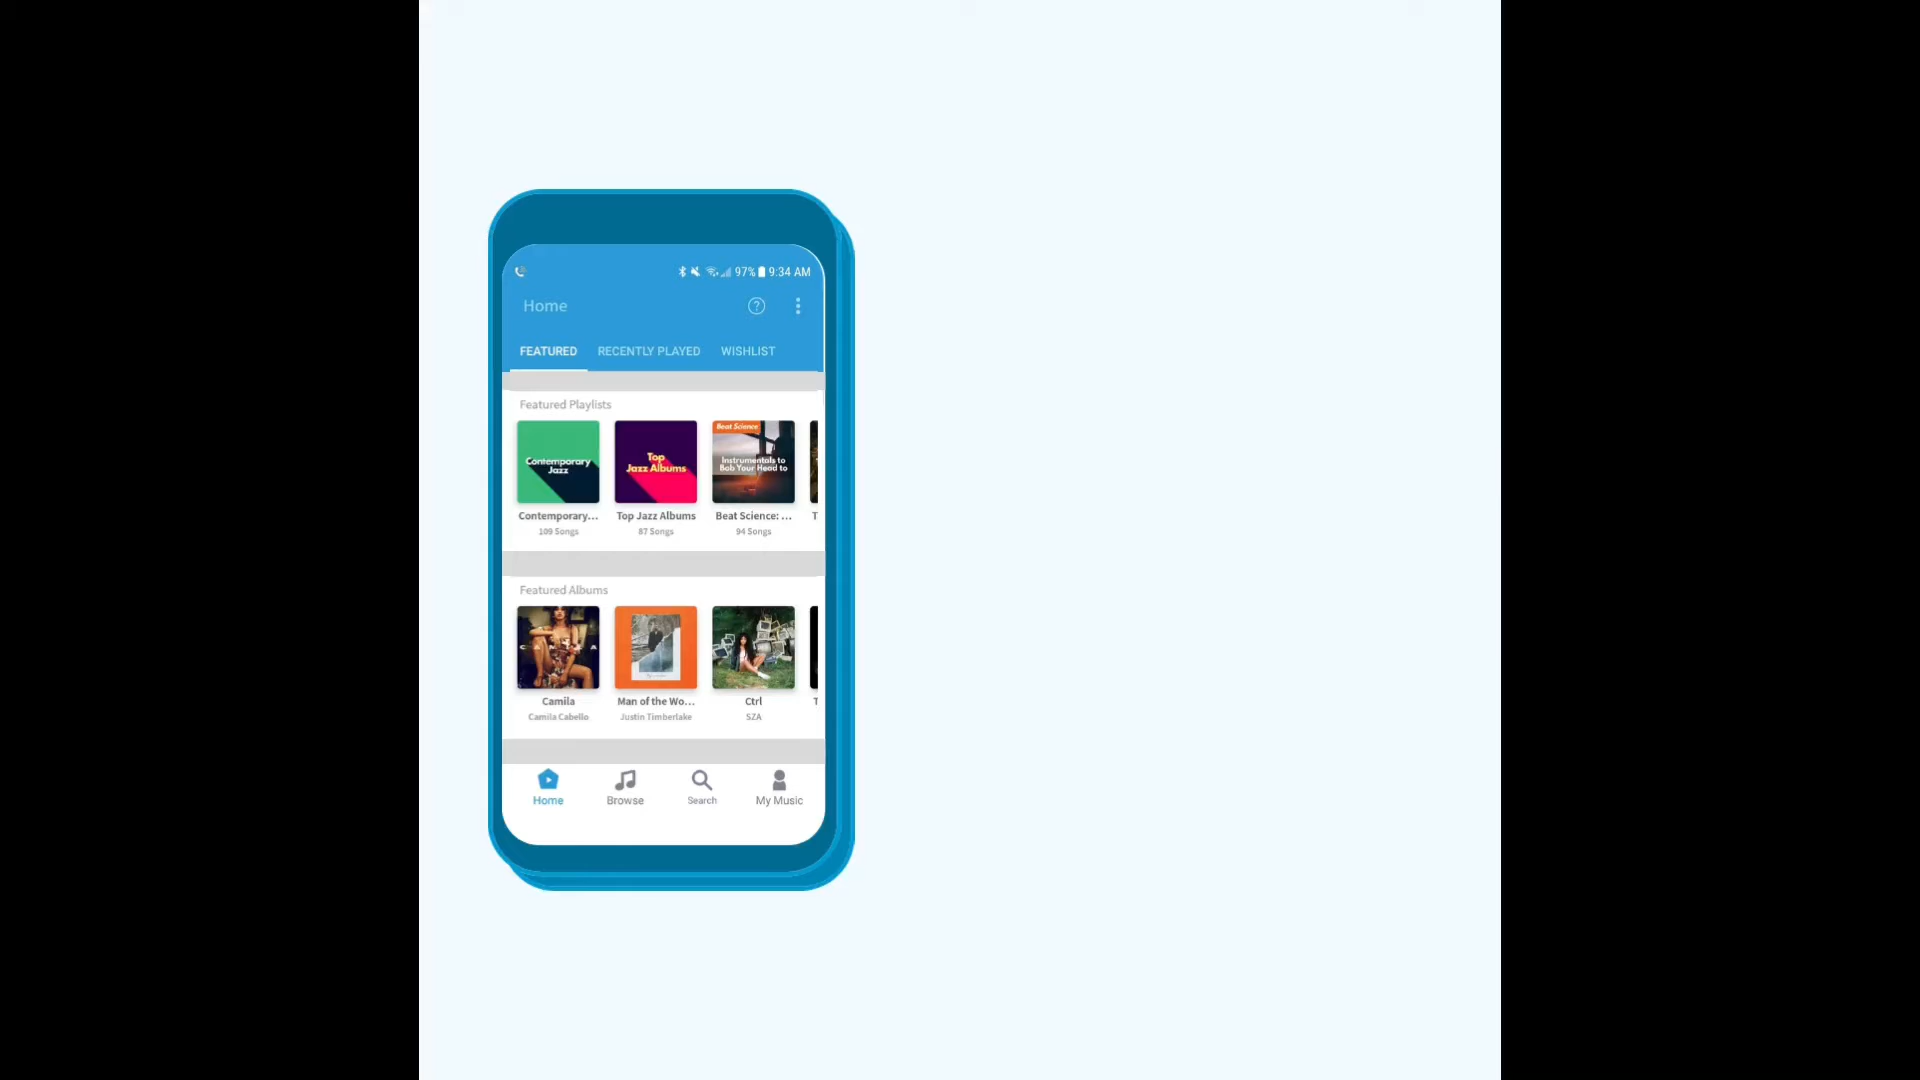 97% 9:34 AM
Home
FEATURED RECENTLY PLAYED WISHLIST
Featured Playlists
Contemporary
Jazz
Top
Jazz Albums
Beat Science
Instrumentals to
Bob Your Head to
Contemporary... Top Jazz Albums Beat Science: ... T
109 Songs 87 Songs 94 Songs
Featured Albums
CAMILA
Camila Man of the Wo... Ctrl T
Camila Cabello Justin Timberlake SZA
Home Browse Search My Music